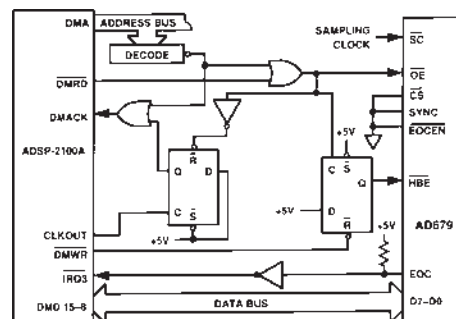 DMA
ADDRESS BUS
DECODE
SAMPLING
CLOCK
SC
DMRD
OE
DMACK
CS
SYNC
EOCEN
+5V
ADSP-2100A
R
Q
D
C
S
C
S
Q
HBE
D
R
+5V
+5V
AD679
CLKOUT
+5V
DMWR
IRQ3
EOC
DMD 15–8
DATA BUS
D7–D0